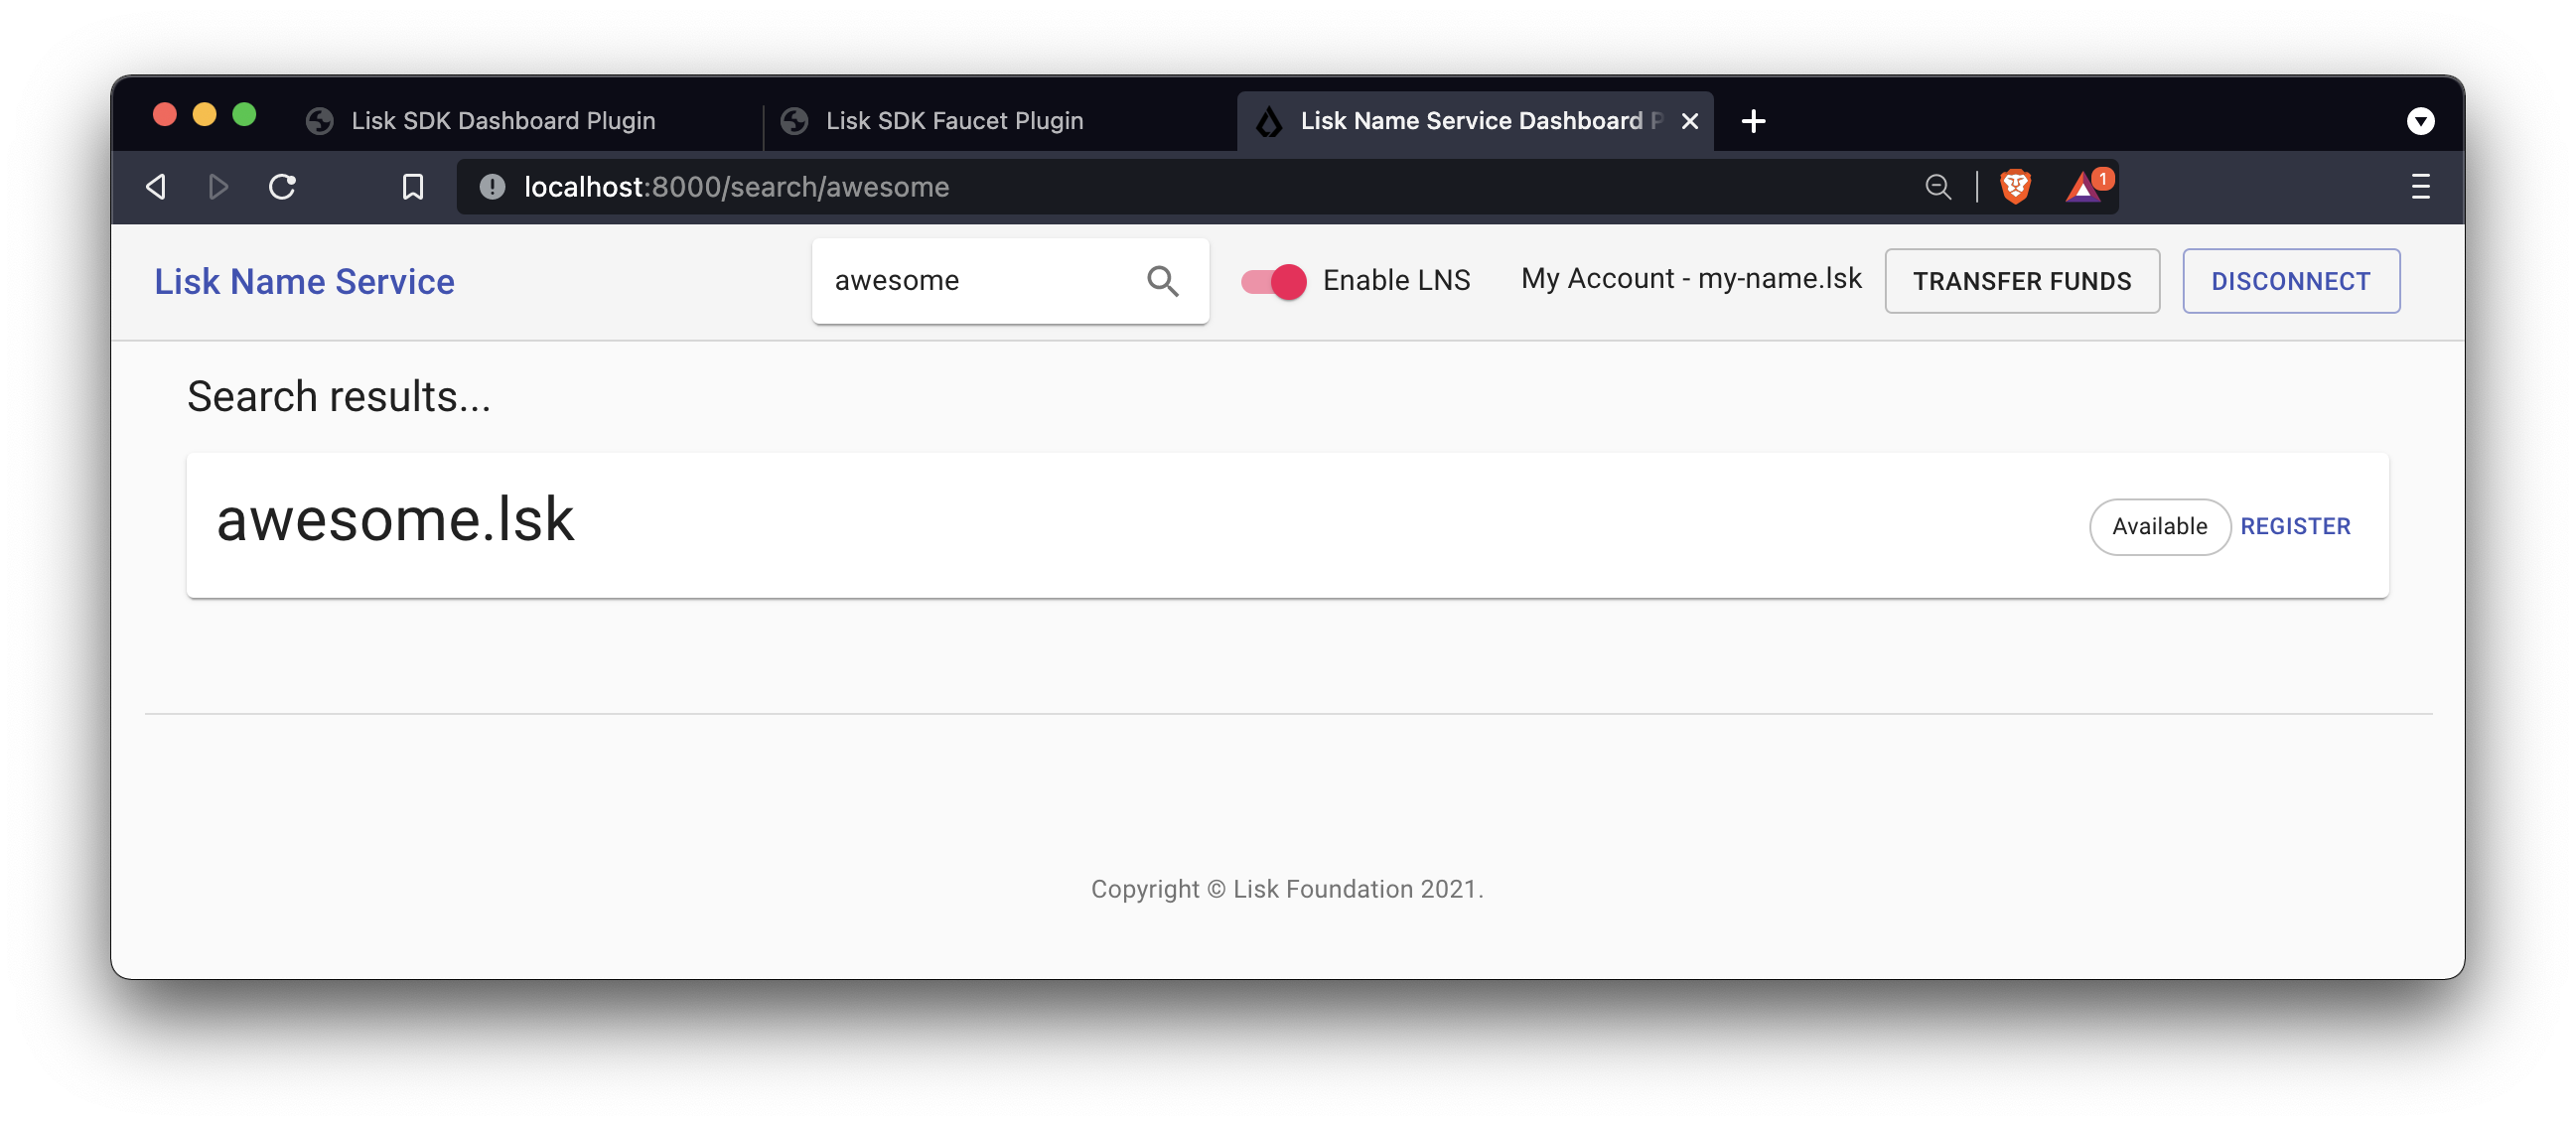 Lisk SDK Dashboard Plugin
Lisk SDK Faucet Plugin
Lisk Name Service Dashboard P
localhost:8000/search/awesome
1
Lisk Name Service
awesome
Enable LNS
My Account - my-name.lsk
TRANSFER FUNDS
DISCONNECT
Search results...
awesome.lsk
Available
REGISTER
Copyright © Lisk Foundation 2021.